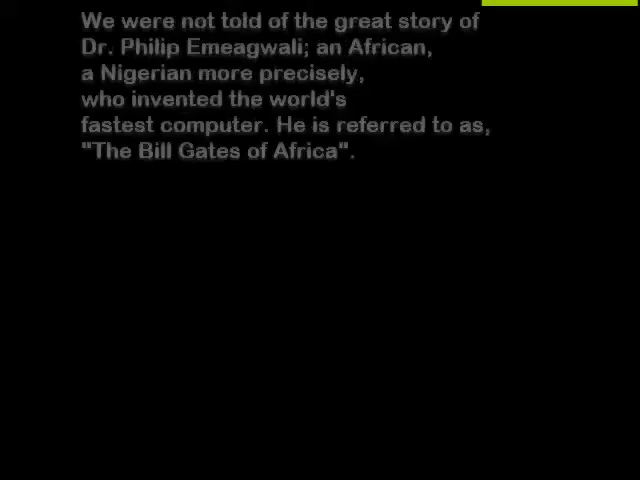 We were not told of the great story of
Dr. Philip Emeagwali; an African,
a Nigerian more precisely,
who invented the world's
fastest computer. He is referred to as,
"The Bill Gates of Africa".